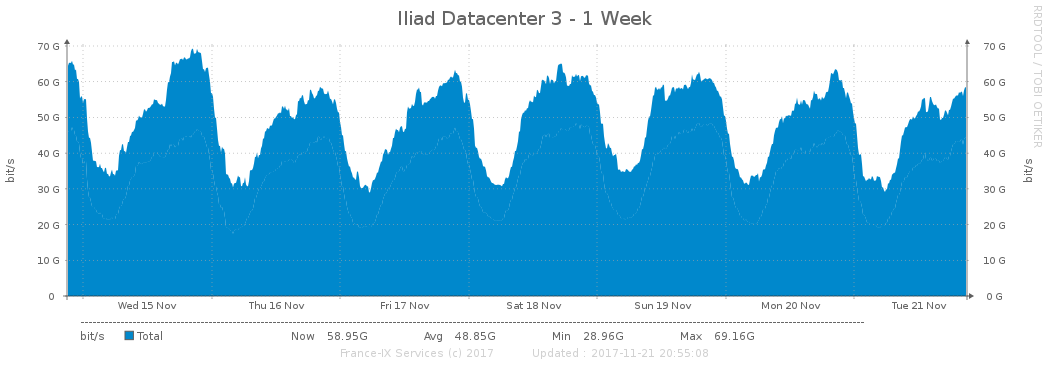 Iliad Datacenter 3 - 1 Week
RRDTOOL / TOBI OETIKER
70 G 70 G
60 G 60 G
50 G 50 G
40 G 40 G
30 G 30 G
20 G 20 G
10 G 10 G
0 0 G
bit/s bit/s
Wed 15 Nov Thu 16 Nov Fri 17 Nov Sat 18 Nov Sun 19 Nov Mon 20 Nov Tue 21 Nov
bit/s Total Now 58.95G Avg 48.85G Min 28.96G Max 69.16G
France-IX Services (c) 2017 Updated : 2017-11-21 20:55:08